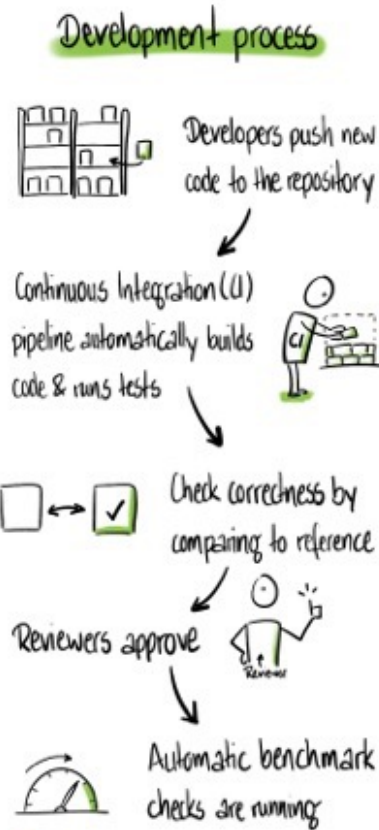 Development process
Developers push new
code to the repository
Continuous Integration (CI)
pipeline automatically builds
code & runs tests
CI
Check correctness by
comparing to reference
Reviewers approve
Reviewer
Automatic benchmark
checks are running